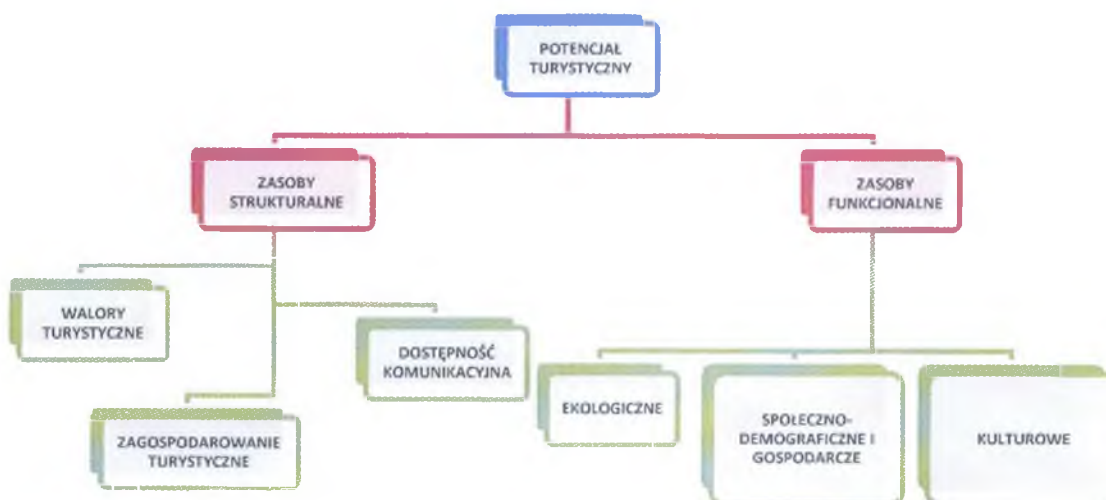 POTENCJAŁ
TURYSTYCZNY
ZASOBY
STRUKTURALNE
ZASOBY
FUNKCJONALNE
WALORY
TURYSTYCZNE
DOSTĘPNOŚĆ
KOMUNIKACYJNA
ZAGOSPODAROWANIE
TURYSTYCZNE
EKOLOGICZNE
SPOŁECZNO-
DEMOGRAFICZNE I
GOSPODARCZE
KULTUROWE